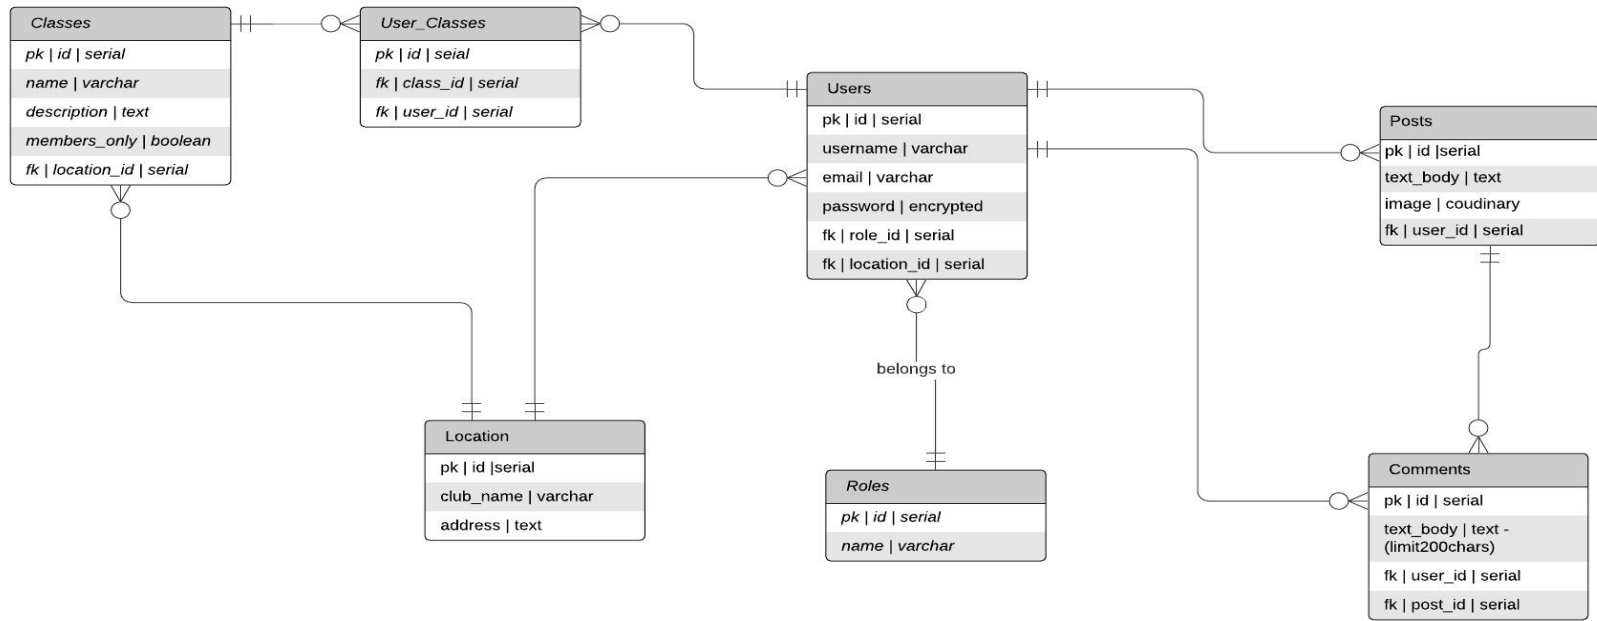 Classes
pk | id | serial
name | varchar
description | text
members_only | boolean
fk | location_id | serial
User_Classes
pk | id | seial
fk | class_id | serial
fk | user_id | serial
Users
pk | id | serial
username | varchar
email | varchar
password | encrypted
fk | role_id | serial
fk | location_id | serial
Posts
pk | id |serial
text_body | text
image | coudinary
fk | user_id | serial
belongs to
Location
pk | id |serial
club_name | varchar
address | text
Roles
pk | id | serial
name | varchar
Comments
pk | id | serial
text_body | text -
(limit200chars)
fk | user_id | serial
fk | post_id | serial